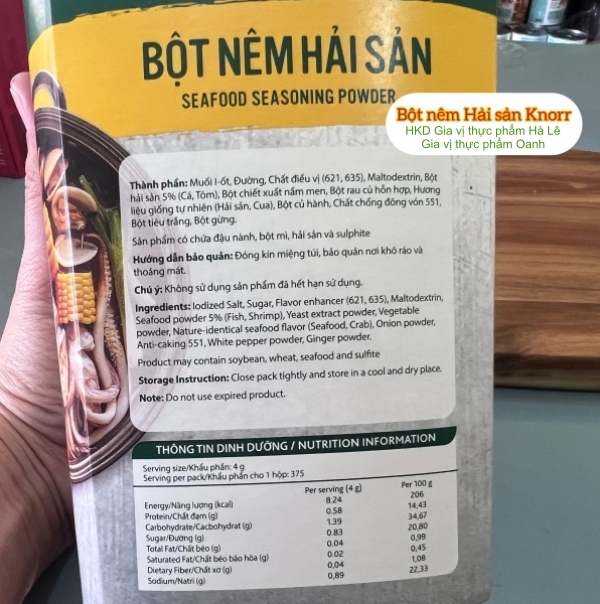 BỘT NÊM HẢI SẢN
SEAFOOD SEASONING POWDER
Bột nêm Hải sản Knorr
HKD Gia vị thực phẩm Hà Lê
Gia vị thực phẩm Oanh
Thành phần: Muối I-ốt, Đường, Chất điều vị (621, 635), Maltodextrin, Bột
hải sản 5% (Cá, Tôm), Bột chiết xuất nấm men, Bột rau củ hỗn hợp, Hương
liệu giống tự nhiên (Hải sản, Cua), Bột củ hành, Chất chống đông vón 551,
Bột tiêu trắng, Bột gừng.
Sản phẩm có chứa đậu nành, bột mì, hải sản và sulphite
Hướng dẫn bảo quản: Đóng kín miệng túi, bảo quản nơi khô ráo và
thoáng mát.
Chú ý: Không sử dụng sản phẩm đã hết hạn sử dụng.
Ingredients: Iodized Salt, Sugar, Flavor enhancer (621, 635), Maltodextrin,
Seafood powder 5% (Fish, Shrimp), Yeast extract powder, Vegetable
powder, Nature-identical seafood flavor (Seafood, Crab), Onion powder,
Anti-caking 551, White pepper powder, Ginger powder.
Product may contain soybean, wheat, seafood and sulfite
Storage Instruction: Close pack tightly and store in a cool and dry place.
Note: Do not use expired product.
THÔNG TIN DINH DƯỠNG / NUTRITION INFORMATION
Serving size/Khẩu phần: 4 g
Serving per pack/Khẩu phần cho 1 hộp: 375
Per serving (4 g) Per 100 g
Energy/Năng lượng (kcal) 8.24 206
Protein/Chất đạm (g) 0.58 14,43
Carbohydrate/Cacbohydrat (g) 1.39 34,67
Sugar/Đường (g) 0.83 20,80
Total Fat/Chất béo (g) 0.04 0,99
Saturated Fat/Chất béo bão hòa (g) 0.02 0,45
Dietary Fiber/Chất xơ (g) 0,04 1,08
Sodium/Natri (g) 0,89 22,33